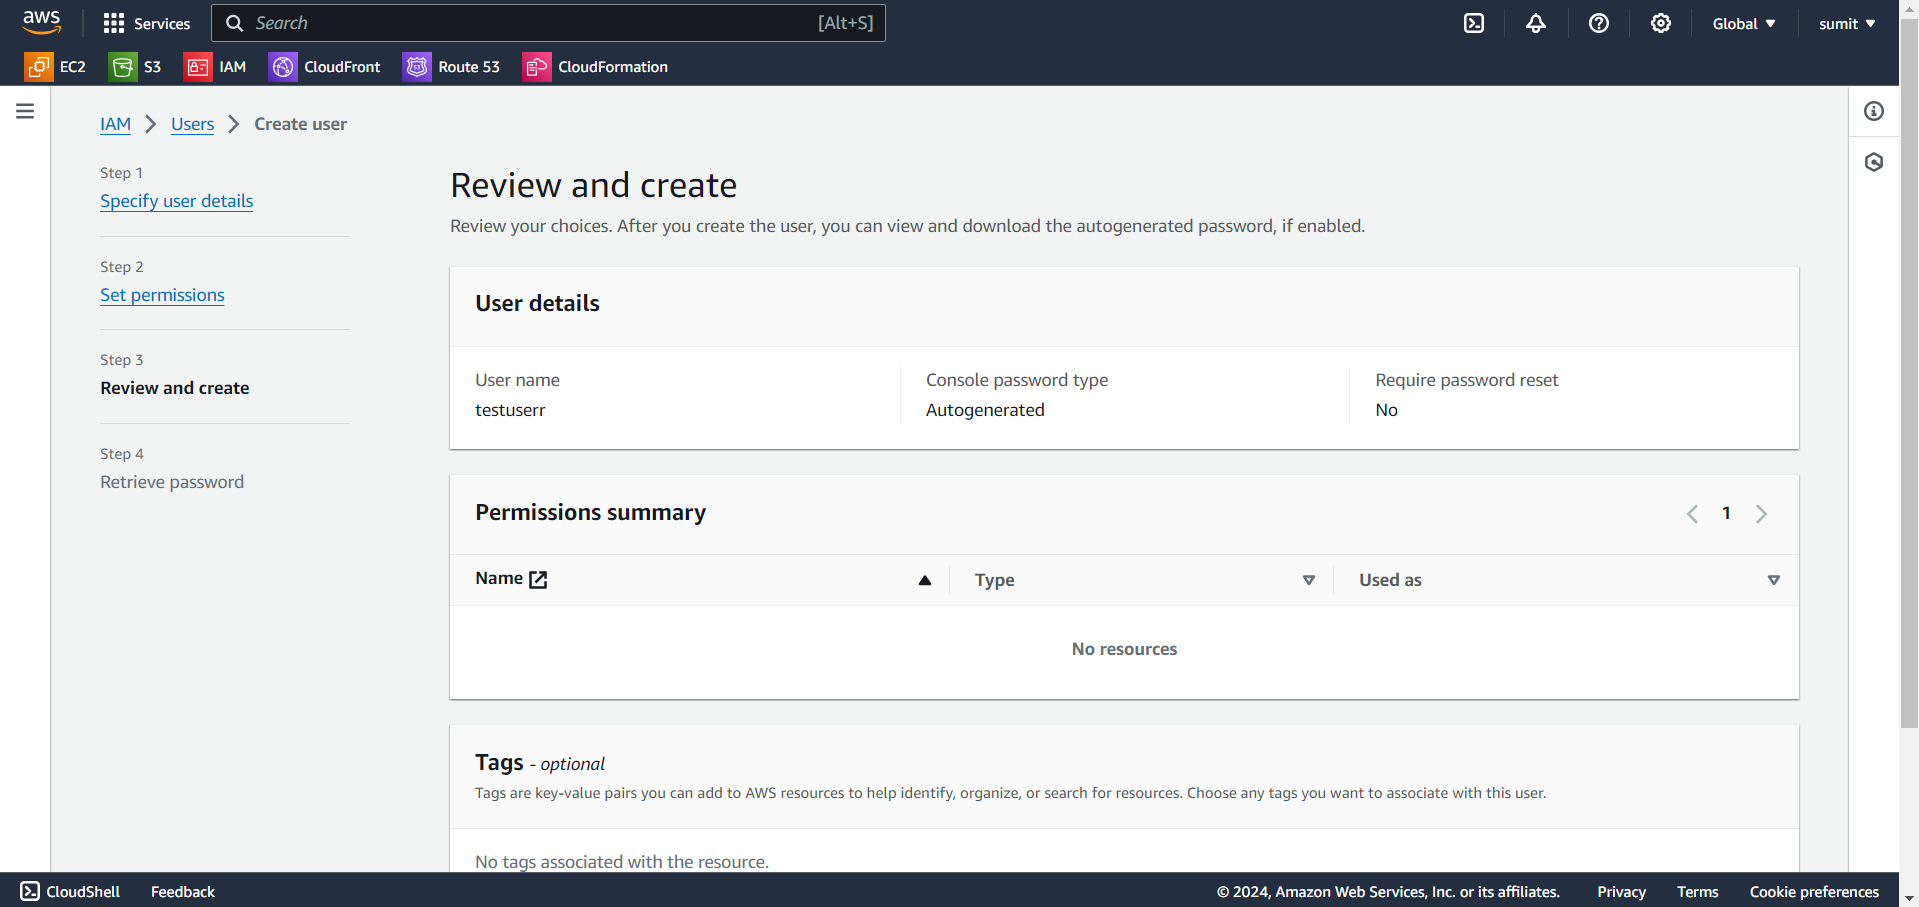 aws
Services
Search
[Alt+S]
Global
sumit
EC2
S3
IAM
CloudFront
Route 53
CloudFormation
IAM
Users
Create user
Step 1
Specify user details
Step 2
Set permissions
Step 3
Review and create
Step 4
Retrieve password
Review and create
Review your choices. After you create the user, you can view and download the autogenerated password, if enabled.
User details
User name
testuserr
Console password type
Autogenerated
Require password reset
No
Permissions summary
1
Name
Type
Used as
No resources
Tags - optional
Tags are key-value pairs you can add to AWS resources to help identify, organize, or search for resources. Choose any tags you want to associate with this user.
No tags associated with the resource.
CloudShell
Feedback
© 2024, Amazon Web Services, Inc. or its affiliates.
Privacy
Terms
Cookie preferences